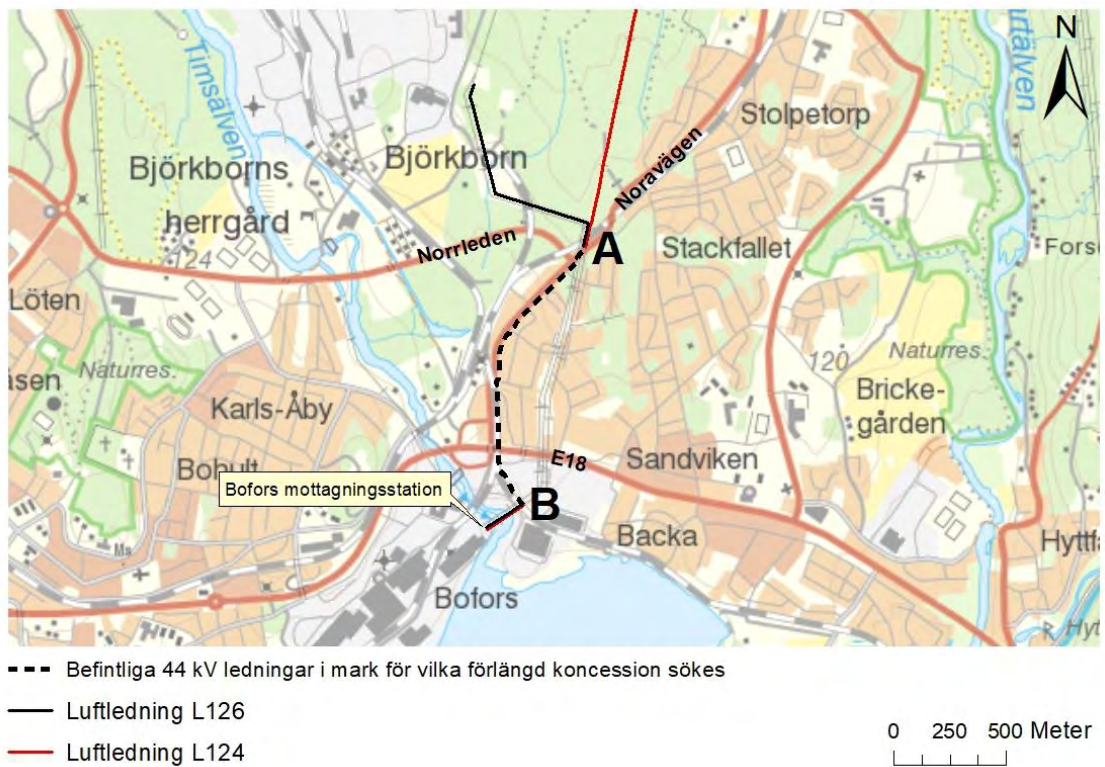 N
Timsälven
Stolpetorp
Björkborn
Björkborns
herrgård
124
Noravägen
Norrleden
A
Stackfallet
Löten
Naturres.
Karls-Åby
Bohult
120
Naturres.
Bricke-
gården
E18
Sandviken
Bofors mottagningsstation
B
Backa
Bofors
Befintliga 44 kV ledningar i mark för vilka förlängd koncession sökes
Luftledning L126
Luftledning L124
0 250 500 Meter